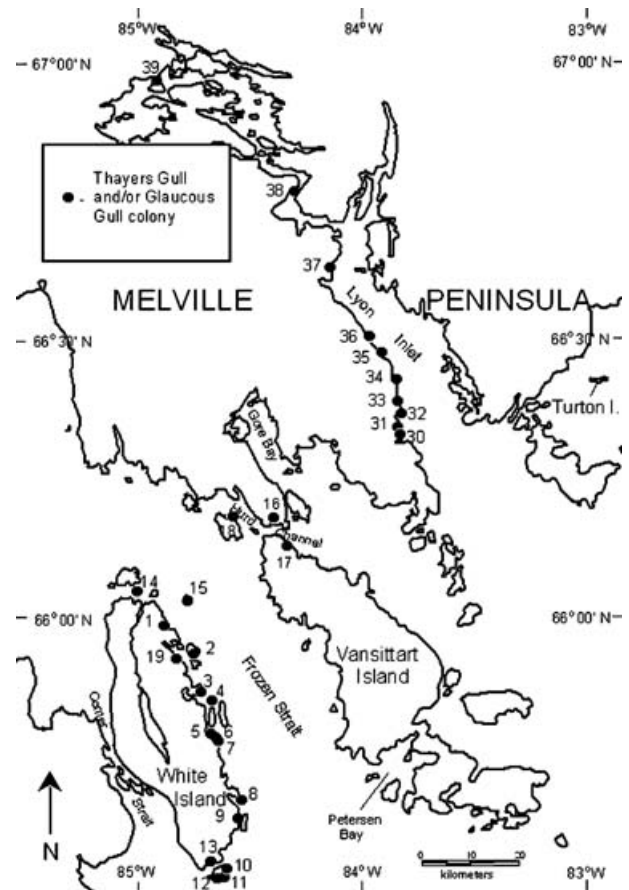 85°W
84°W
83°W
67°00' N
67°00' N
39
Thayers Gull
and/or Glaucous
Gull colony
38
37
MELVILLE
PENINSULA
Lyon
Inlet
66°30' N
66°30' N
36
35
34
33
32
31
30
Turton I.
Gore Bay
16
18
Hurd
Channel
17
14
15
66°00' N
66°00' N
1
2
19
Vansittart
Island
Frozen Strait
3
4
Comer
Strait
5
6
7
White
Island
8
9
Petersen
Bay
N
13
10
12
11
0
10
20
kilometers
85°W
84°W
83°W